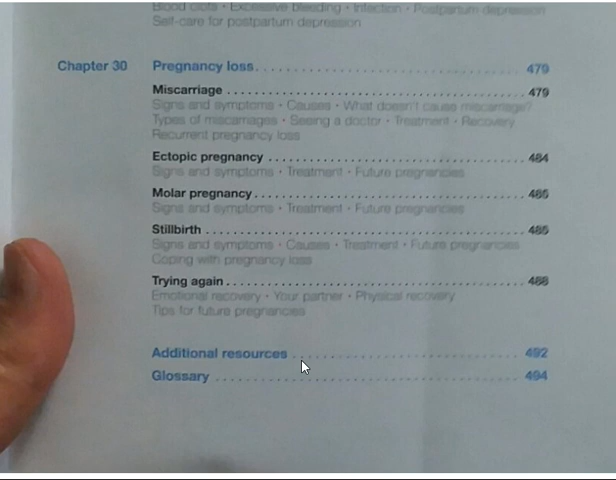 Blood clots • Excessive bleeding • Infection • Postpartum depression
Self-care for postpartum depression
Chapter 30 Pregnancy loss. . . . . . . . . . . . . . . . . . . . . . . . . . . . . . 479
Miscarriage . . . . . . . . . . . . . . . . . . . . . . . . . . . . . . . . . . . 479
Signs and symptoms • Causes • What doesn't cause miscarriage?
Types of miscarriages • Seeing a doctor • Treatment • Recovery
Recurrent pregnancy loss
Ectopic pregnancy . . . . . . . . . . . . . . . . . . . . . . . . . . . . . . 484
Signs and symptoms • Treatment • Future pregnancies
Molar pregnancy . . . . . . . . . . . . . . . . . . . . . . . . . . . . . . . .
Signs and symptoms • Treatment • Future pregnancies
Stillbirth . . . . . . . . . . . . . . . . . . . . . . . . . . . . . . . . . . . . . .
Signs and symptoms • Causes • Treatment • Future pregnancies
Coping with pregnancy loss
Trying again . . . . . . . . . . . . . . . . . . . . . . . . . . . . . . . . . . 488
Emotional recovery • Your partner • Physical recovery
Tips for future pregnancies
Additional resources . . . . . . . . . . . . . . . . . . . . . . . . . . . 492
Glossary . . . . . . . . . . . . . . . . . . . . . . . . . . . . . . . . . . . . . 494